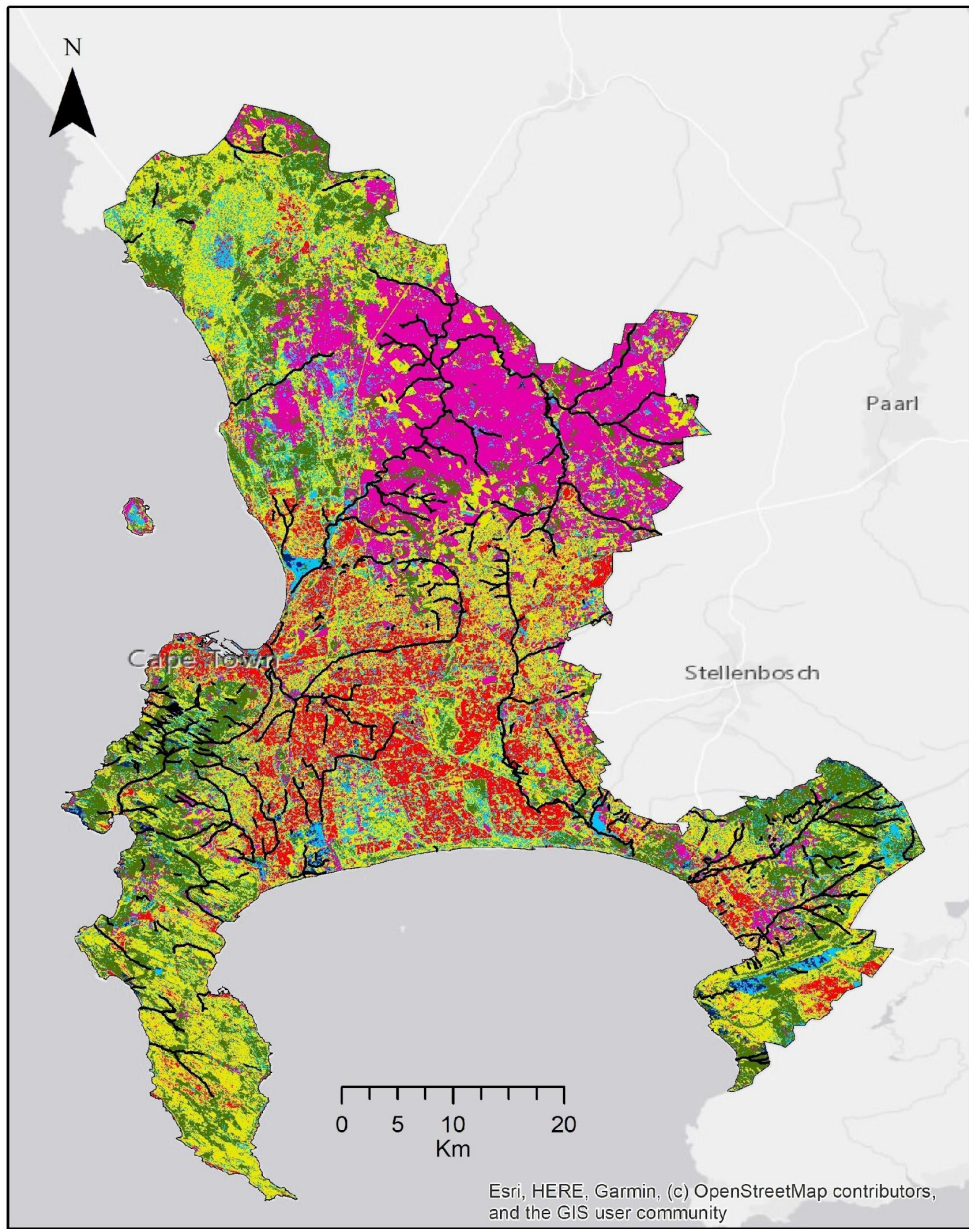 N
Paarl
Cape Town
Stellenbosch
0 5 10 20
Km
Esri, HERE, Garmin, (c) OpenStreetMap contributors,
and the GIS user community